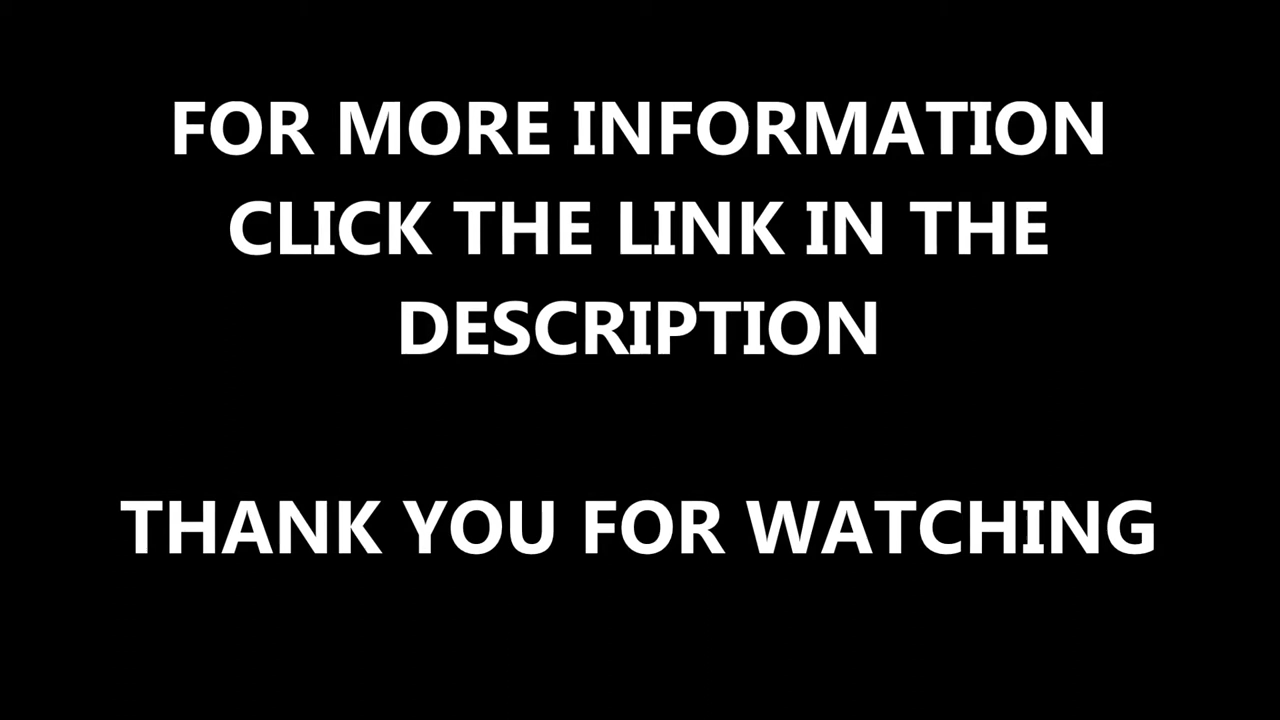 FOR MORE INFORMATION
CLICK THE LINK IN THE
DESCRIPTION
THANK YOU FOR WATCHING